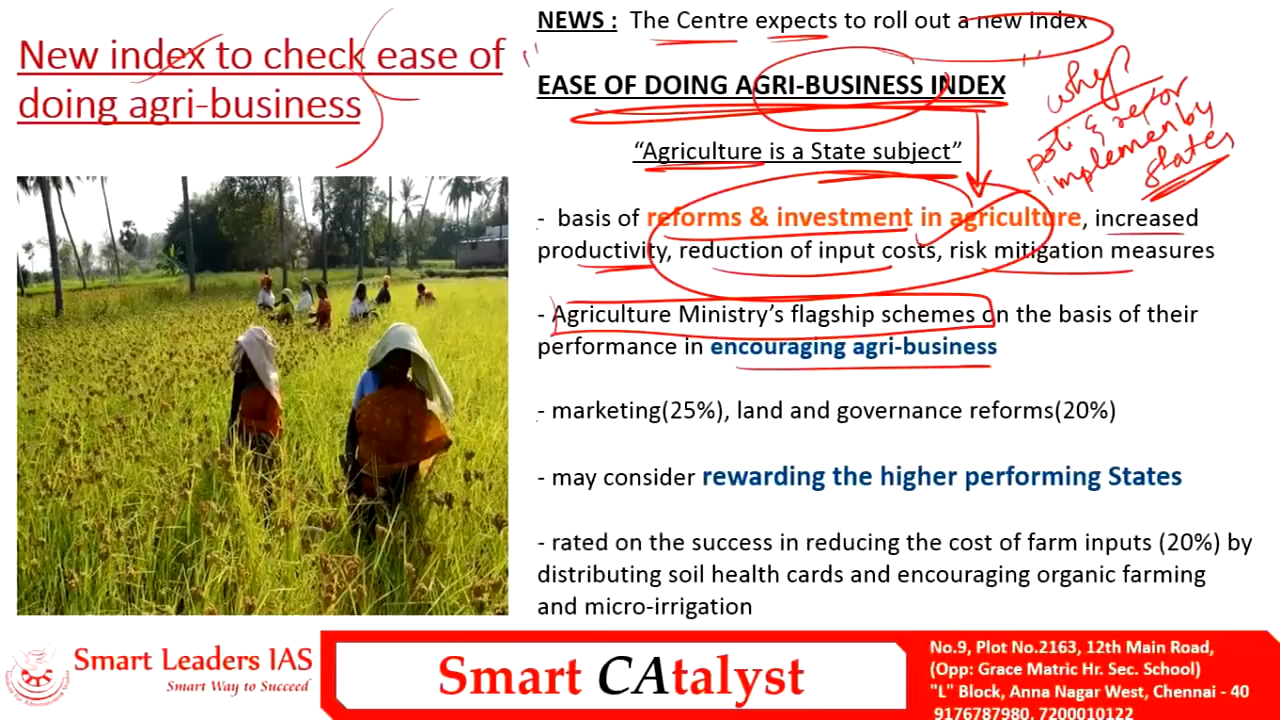 New index to check ease of
doing agri-business
NEWS : The Centre expects to roll out a new index
EASE OF DOING AGRI-BUSINESS INDEX
“Agriculture is a State subject”
why?
poli & refor
implemen by
states
- basis of reforms & investment in agriculture, increased
productivity, reduction of input costs, risk mitigation measures
- Agriculture Ministry’s flagship schemes on the basis of their
performance in encouraging agri-business
- marketing(25%), land and governance reforms(20%)
- may consider rewarding the higher performing States
- rated on the success in reducing the cost of farm inputs (20%) by
distributing soil health cards and encouraging organic farming
and micro-irrigation
Smart Leaders IAS
Smart Way to Succeed
Smart CAtalyst
No.9, Plot No.2163, 12th Main Road,
(Opp: Grace Matric Hr. Sec. School)
"L" Block, Anna Nagar West, Chennai - 40
9176787980, 7200010122